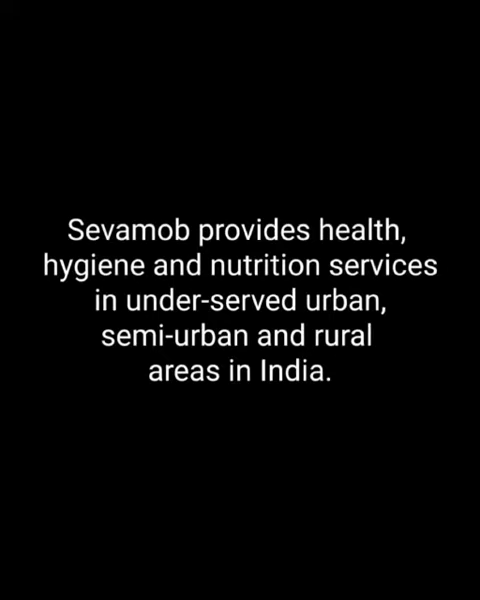 Sevamob provides health,
hygiene and nutrition services
in under-served urban,
semi-urban and rural
areas in India.